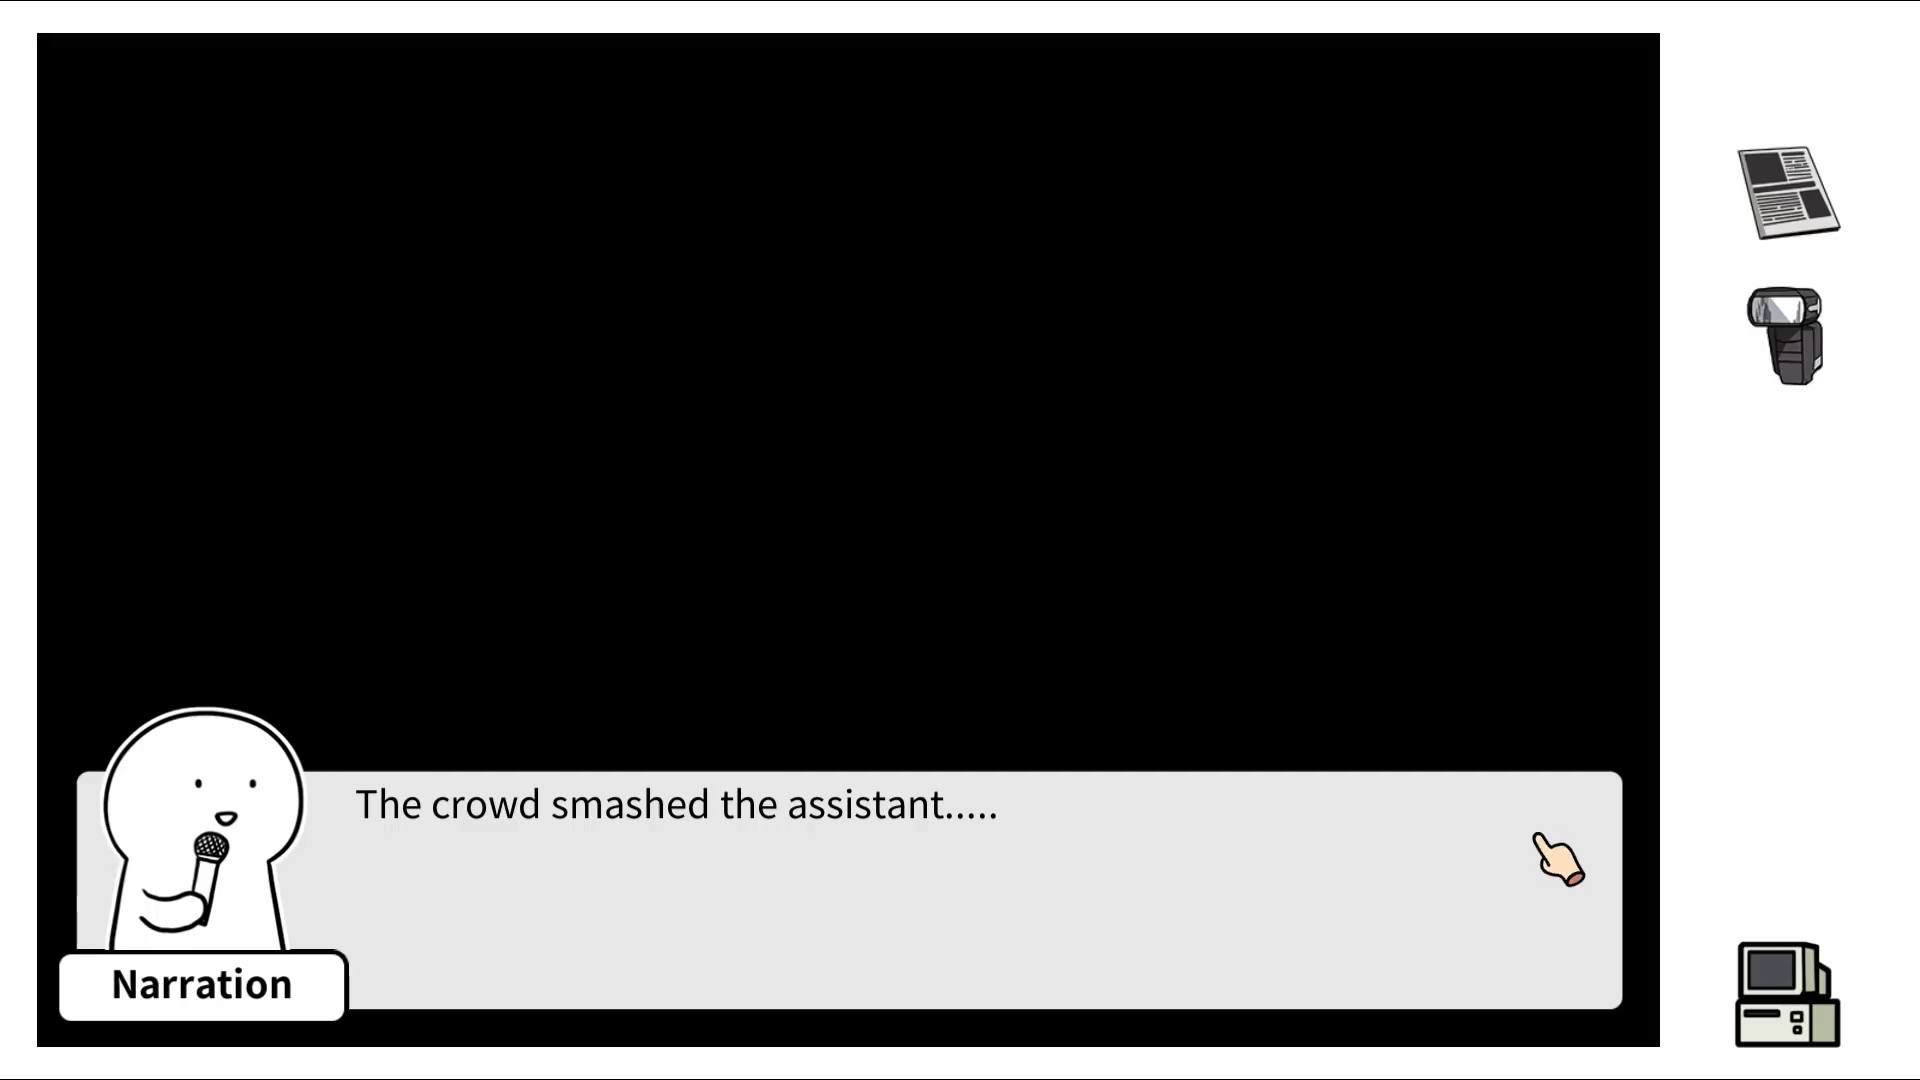 The crowd smashed the assistant.....
Narration